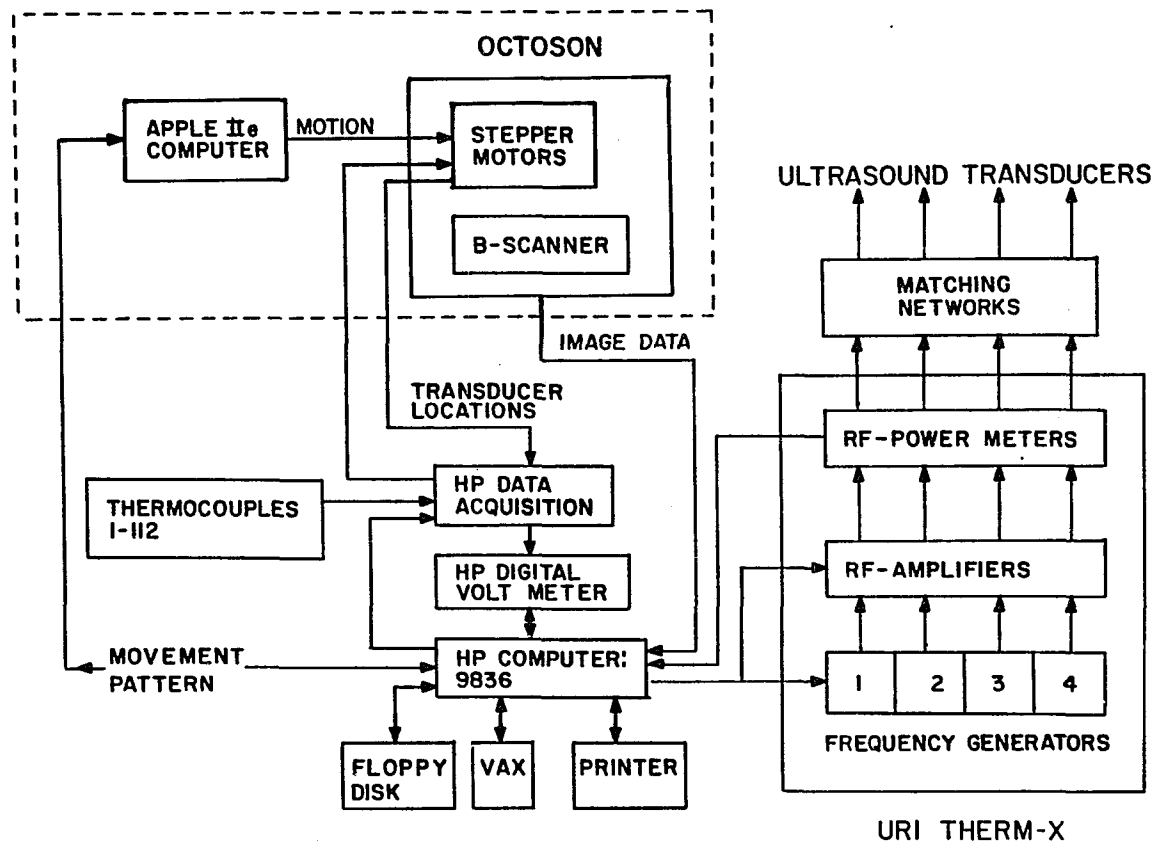 OCTOSON
APPLE IIe
COMPUTER
MOTION
STEPPER
MOTORS
B-SCANNER
ULTRASOUND TRANSDUCERS
MATCHING
NETWORKS
IMAGE DATA
TRANSDUCER
LOCATIONS
RF-POWER METERS
HP DATA
ACQUISITION
THERMOCOUPLES
1-112
HP DIGITAL
VOLT METER
RF-AMPLIFIERS
MOVEMENT
PATTERN
HP COMPUTER:
9836
1 2 3 4
FREQUENCY GENERATORS
FLOPPY
DISK
VAX
PRINTER
URI THERM-X